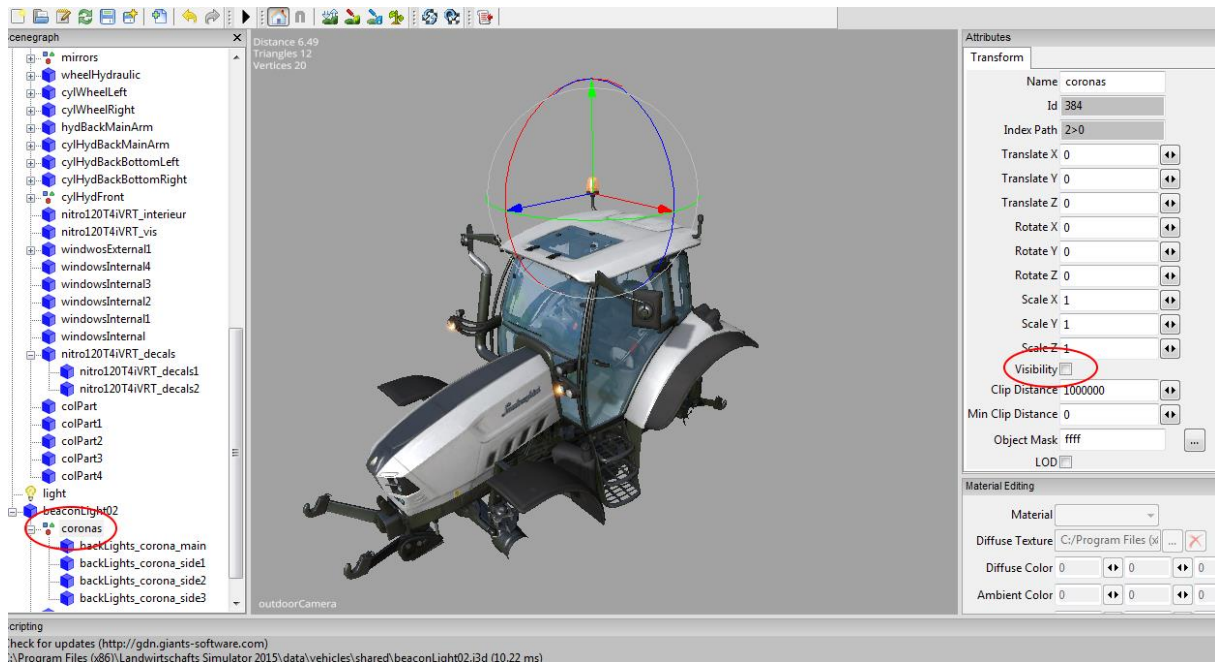 cenegraph
mirrors
wheelHydraulic
cylWheelLeft
cylWheelRight
hydBackMainArm
cylHydBackMainArm
cylHydBackBottomLeft
cylHydBackBottomRight
cylHydFront
nitro120T4iVRT_interieur
nitro120T4iVRT_vis
windwosExternal1
windowsInternal4
windowsInternal3
windowsInternal2
windowsInternal1
windowsInternal
nitro120T4iVRT_decals
nitro120T4iVRT_decals1
nitro120T4iVRT_decals2
colPart
colPart1
colPart2
colPart3
colPart4
light
beaconLight02
coronas
backLights_corona_main
backLights_corona_side1
backLights_corona_side2
backLights_corona_side3
Distance 6.49
Triangles 12
Vertices 20
Lamborghini
outdoorCamera
Attributes
Transform
Name coronas
Id 384
Index Path 2>0
Translate X 0
Translate Y 0
Translate Z 0
Rotate X 0
Rotate Y 0
Rotate Z 0
Scale X 1
Scale Y 1
Scale Z 1
Visibility
Clip Distance 1000000
Min Clip Distance 0
Object Mask ffff ...
LOD
Material Editing
Material
Diffuse Texture C:/Program Files (x ...
Diffuse Color 0 0 0
Ambient Color 0 0 0
cripting
heck for updates (http://gdn.giants-software.com)
:\Program Files (x86)\Landwirtschafts Simulator 2015\data\vehicles\shared\beaconLight02.i3d (10.22 ms)